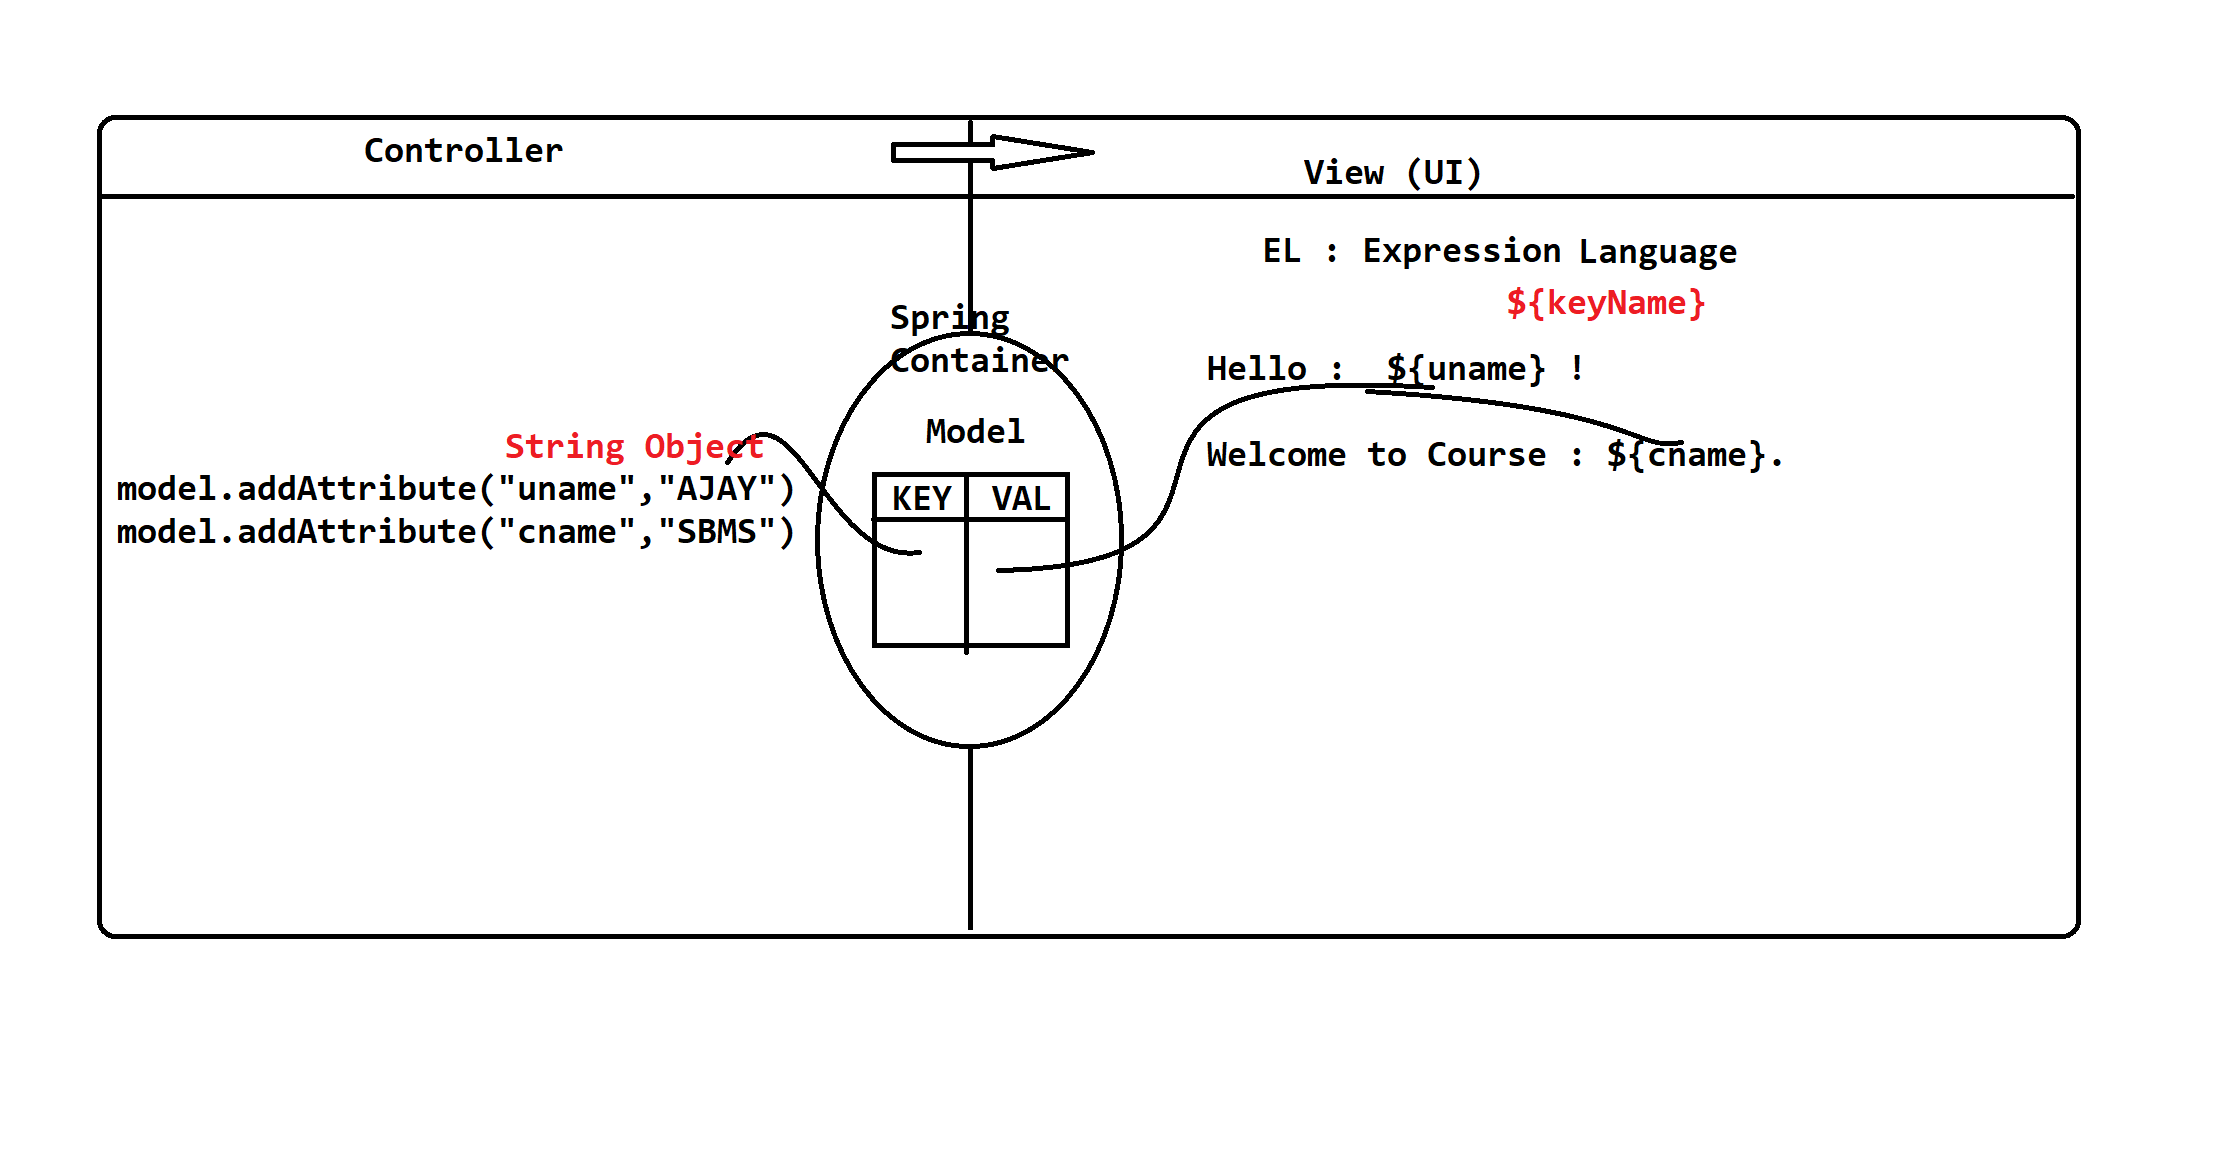 Controller
View (UI)
EL : Expression Language
${keyName}
Spring
Container
Hello :  ${uname} !
Model
String Object
Welcome to Course : ${cname}.
model.addAttribute("uname","AJAY")
KEY VAL
model.addAttribute("cname","SBMS")